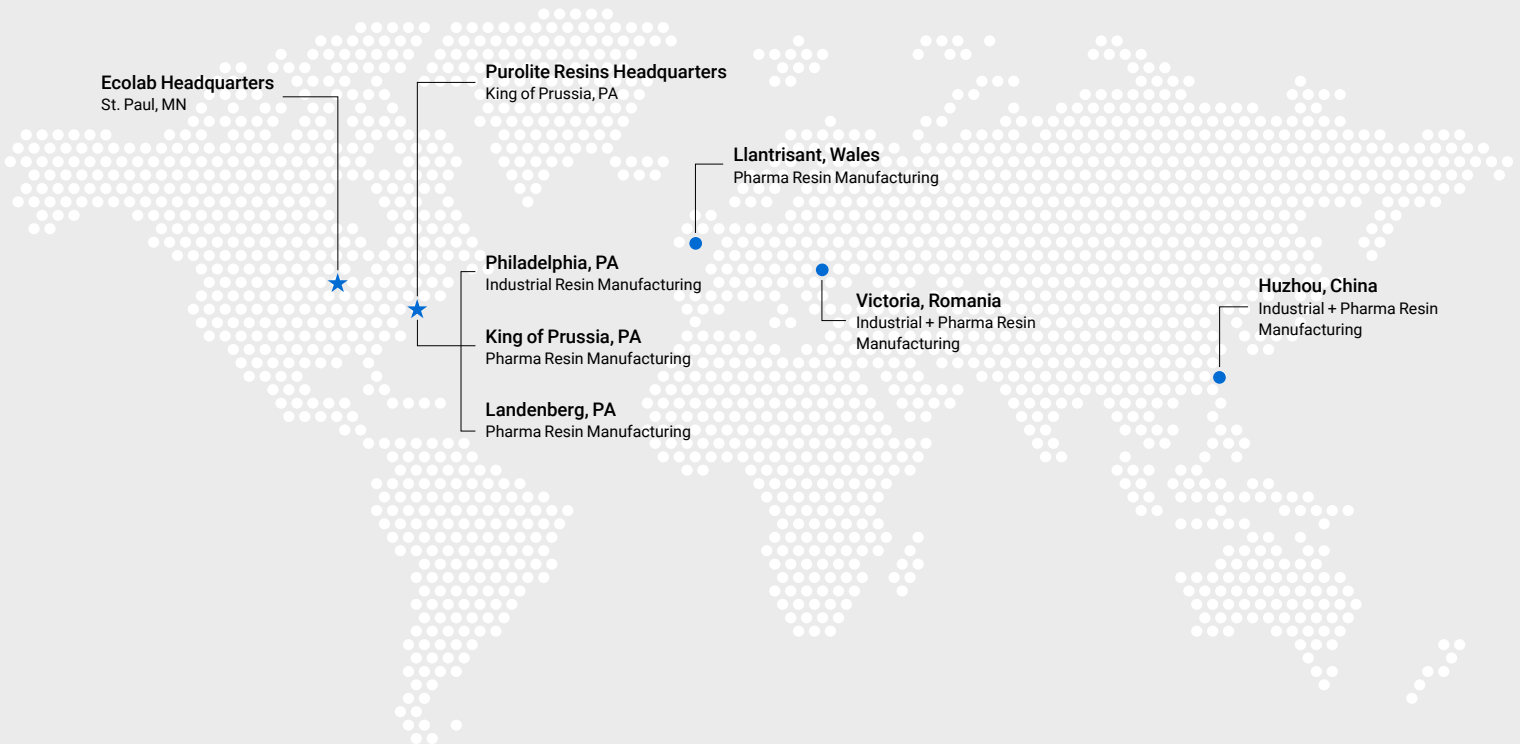 Ecolab Headquarters
St. Paul, MN
Purolite Resins Headquarters
King of Prussia, PA
Llantrisant, Wales
Pharma Resin Manufacturing
Philadelphia, PA
Industrial Resin Manufacturing
King of Prussia, PA
Pharma Resin Manufacturing
Landenberg, PA
Pharma Resin Manufacturing
Victoria, Romania
Industrial + Pharma Resin
Manufacturing
Huzhou, China
Industrial + Pharma Resin
Manufacturing